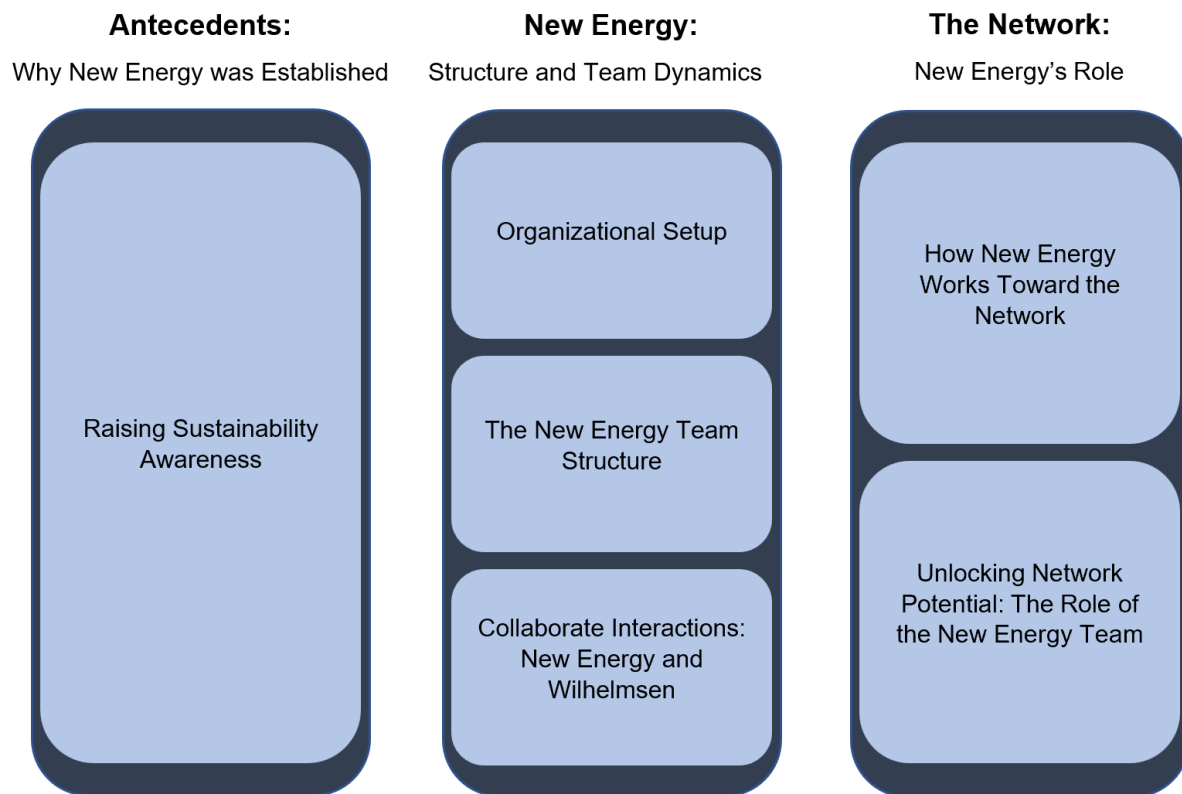 Antecedents:
Why New Energy was Established
Raising Sustainability
Awareness
New Energy:
Structure and Team Dynamics
Organizational Setup
The New Energy Team
Structure
Collaborate Interactions:
New Energy and
Wilhelmsen
The Network:
New Energy’s Role
How New Energy
Works Toward the
Network
Unlocking Network
Potential: The Role of
the New Energy Team